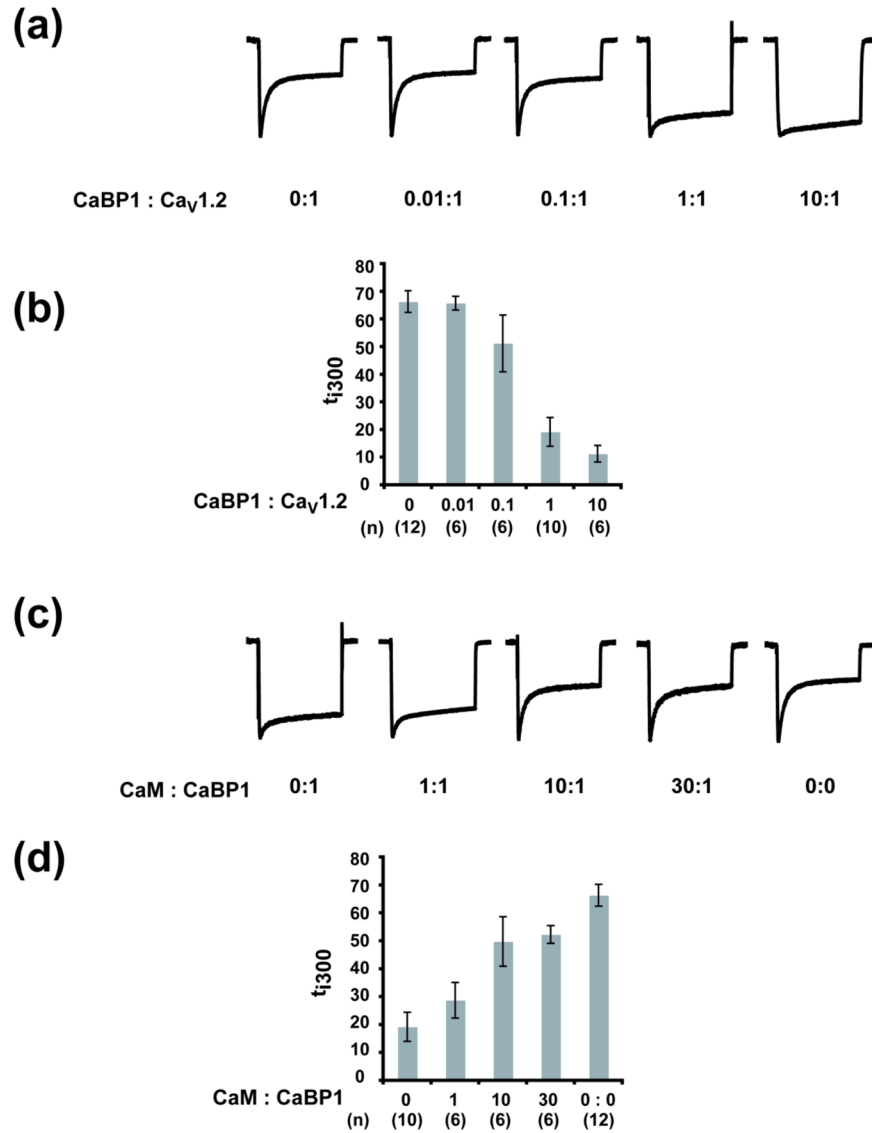 (a)
CaBP1 : CaV1.2 0:1 0.01:1 0.1:1 1:1 10:1
(b)
80
70
60
50
40
30
20
10
0
ti300
CaBP1 : CaV1.2 0 0.01 0.1 1 10
(n) (12) (6) (6) (10) (6)
(c)
CaM : CaBP1 0:1 1:1 10:1 30:1 0:0
(d)
80
70
60
50
40
30
20
10
0
ti300
CaM : CaBP1 0 1 10 30 0 : 0
(n) (10) (6) (6) (6) (12)